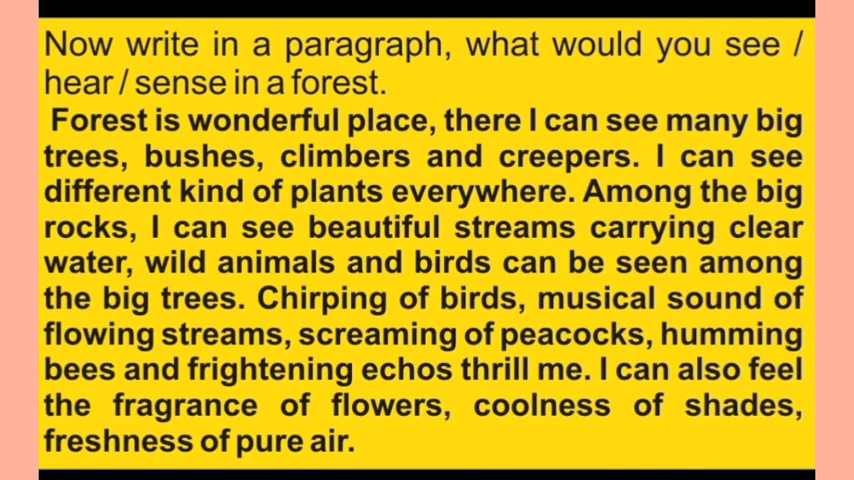 Now write in a paragraph, what would you see /
hear / sense in a forest.
Forest is wonderful place, there I can see many big
trees, bushes, climbers and creepers. I can see
different kind of plants everywhere. Among the big
rocks, I can see beautiful streams carrying clear
water, wild animals and birds can be seen among
the big trees. Chirping of birds, musical sound of
flowing streams, screaming of peacocks, humming
bees and frightening echos thrill me. I can also feel
the fragrance of flowers, coolness of shades,
freshness of pure air.